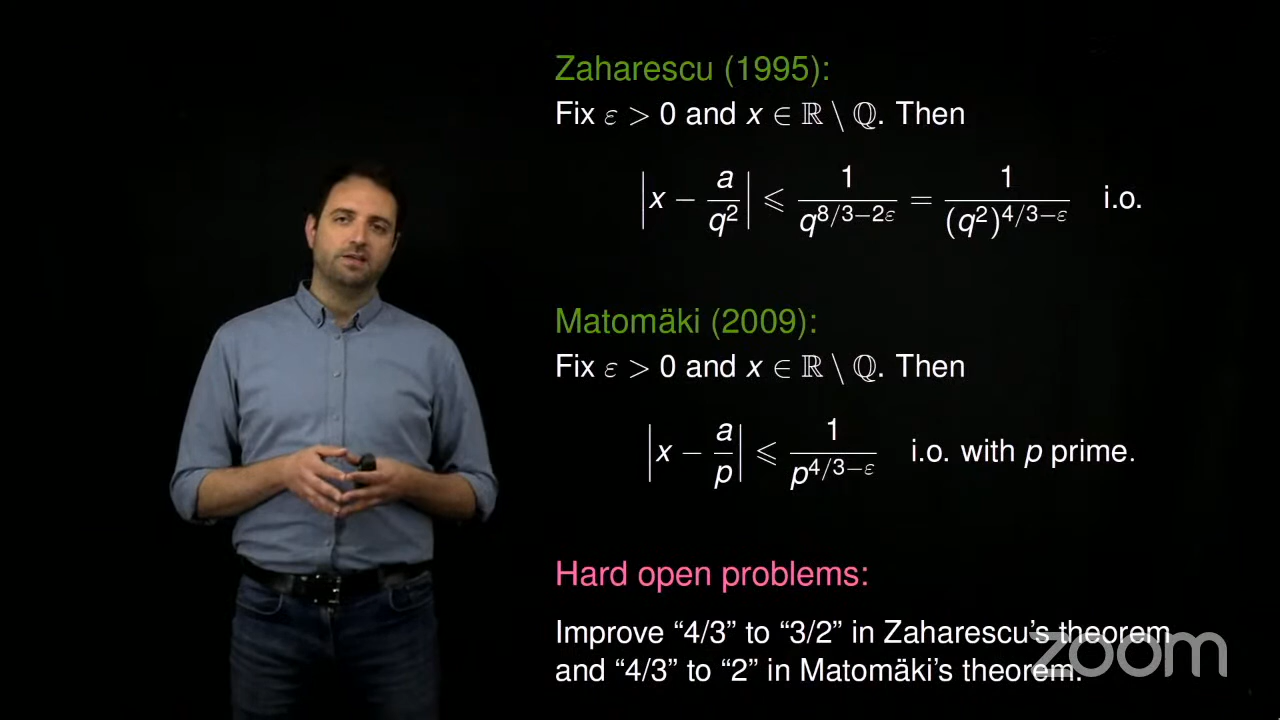 Zaharescu (1995):
Fix ε > 0 and x ∈ ℝ \ ℚ. Then
|x − a/q²| ⩽ 1/q^{8/3−2ε} = 1/(q²)^{4/3−ε} i.o.
Matomäki (2009):
Fix ε > 0 and x ∈ ℝ \ ℚ. Then
|x − a/p| ⩽ 1/p^{4/3−ε} i.o. with p prime.
Hard open problems:
Improve “4/3” to “3/2” in Zaharescu’s theorem
and “4/3” to “2” in Matomäki’s theorem.
zoom